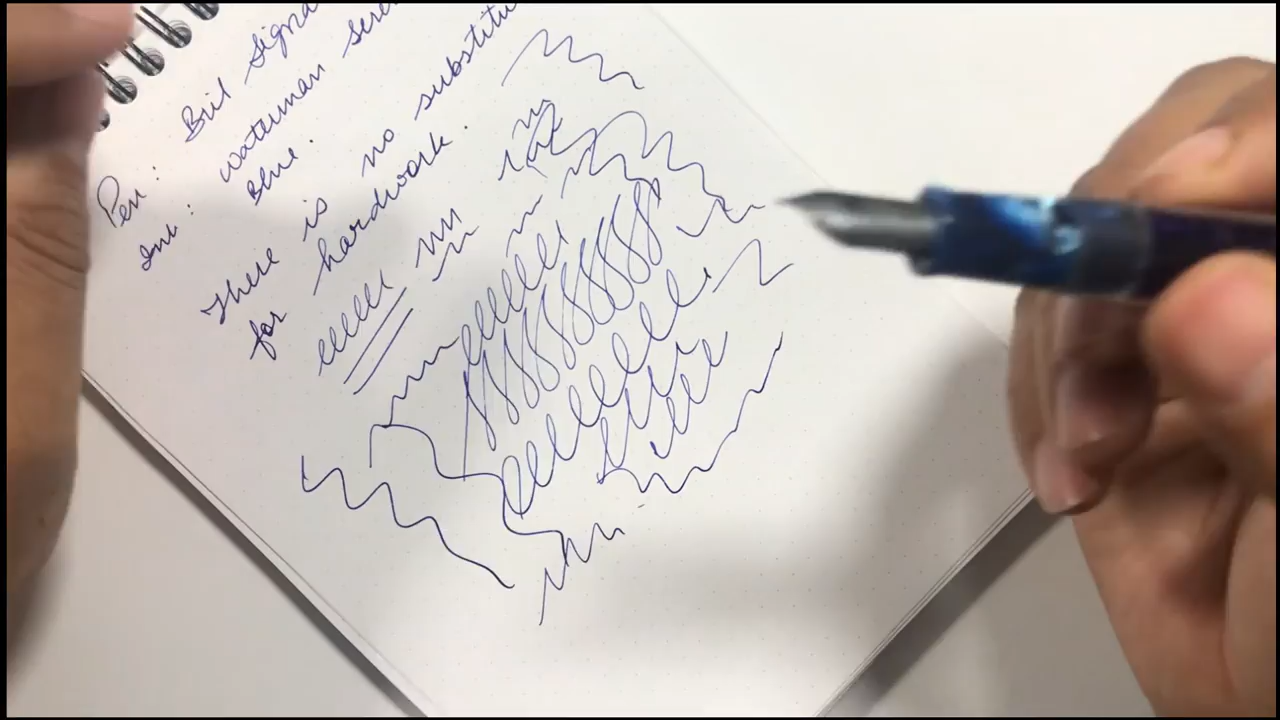 Pen: Bril Signa
Ink: Waterman Sere
Blue.
There is no substitu
for hardwork.